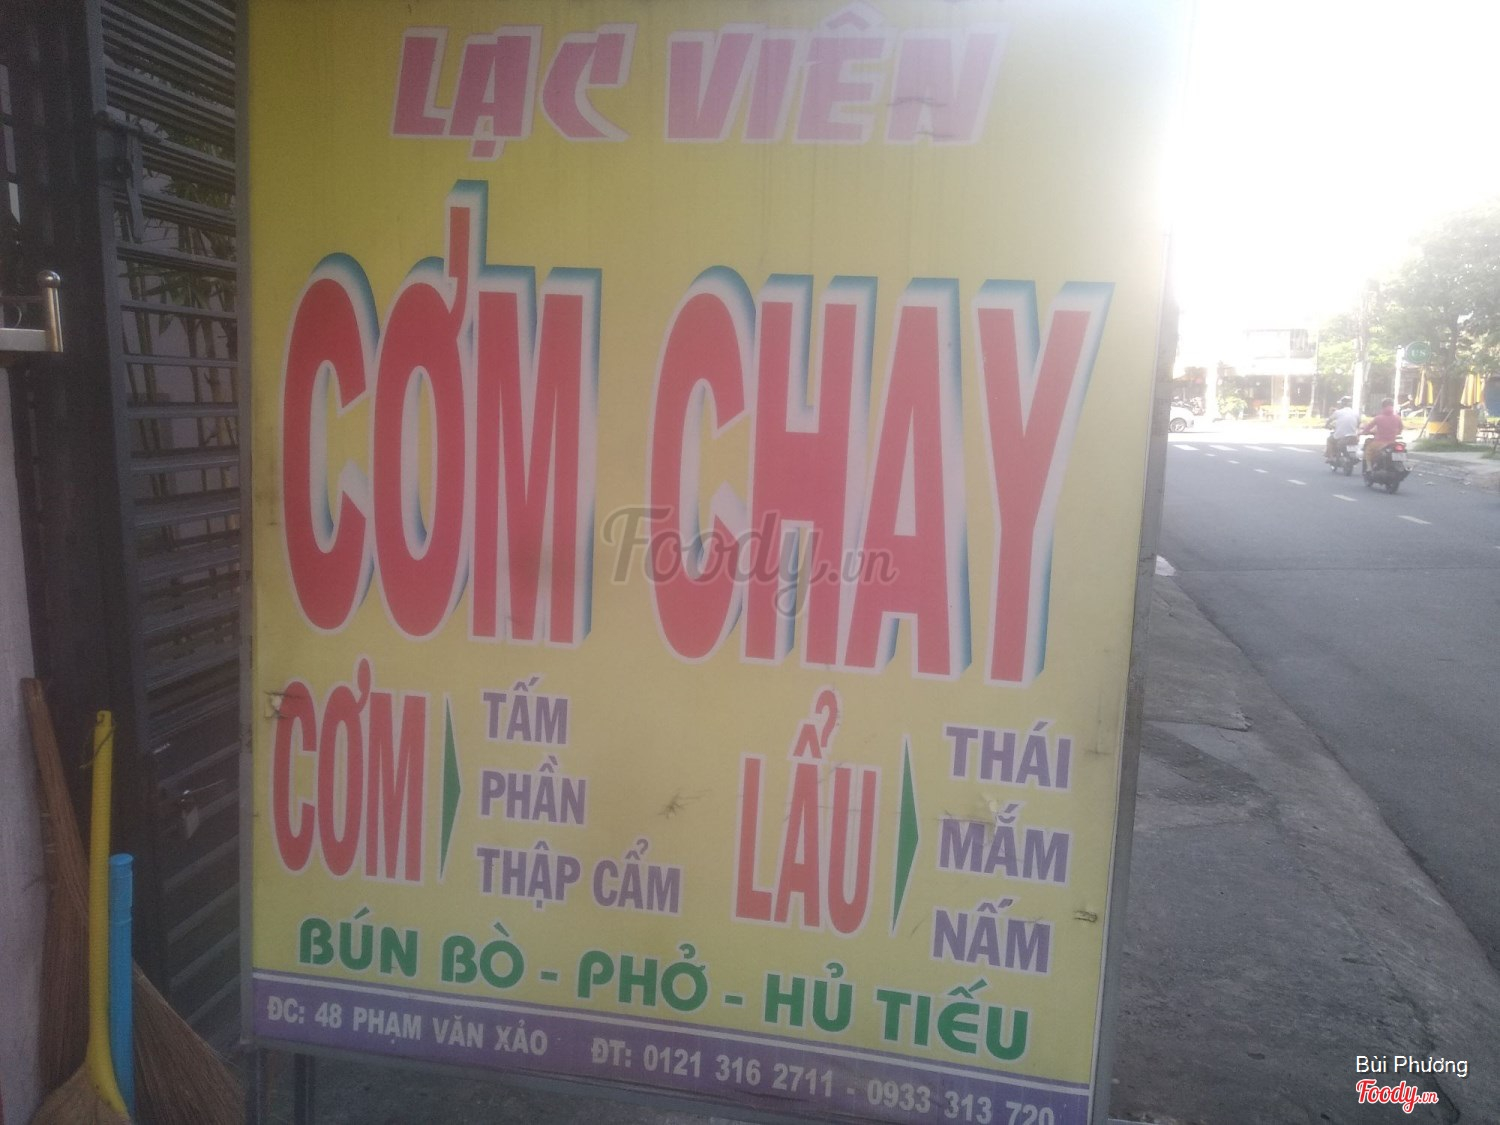 LẠC VIÊN
CƠM CHAY
CƠM
TẤM
PHẦN
THẬP CẨM
LẨU
THÁI
MẮM
NẤM
BÚN BÒ - PHỞ - HỦ TIẾU
ĐC: 48 PHẠM VĂN XẢO ĐT: 0121 316 2711 - 0933 313 720
Foody.vn
Bùi Phương
Foody.vn